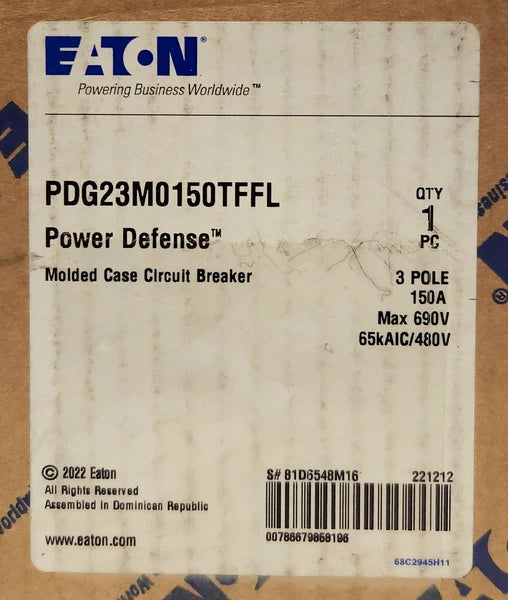 EATON®
Powering Business Worldwide™
PDG23M0150TFFL
QTY
1
PC
Power Defense™
Molded Case Circuit Breaker
3 POLE
150A
Max 690V
65kAIC/480V
© 2022 Eaton
All Rights Reserved
Assembled in Dominican Republic
www.eaton.com
S# 81D6548M16 221212
00786679868196
68C2945H11